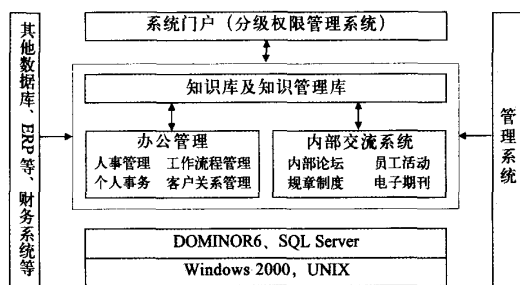 系统门户（分级权限管理系统）
其他数据库、ERP等、财务系统等
知识库及知识管理库
管理系统
办公管理
人事管理 工作流程管理
个人事务 客户关系管理
内部交流系统
内部论坛 员工活动
规章制度 电子期刊
DOMINOR6、SQL Server
Windows 2000，UNIX